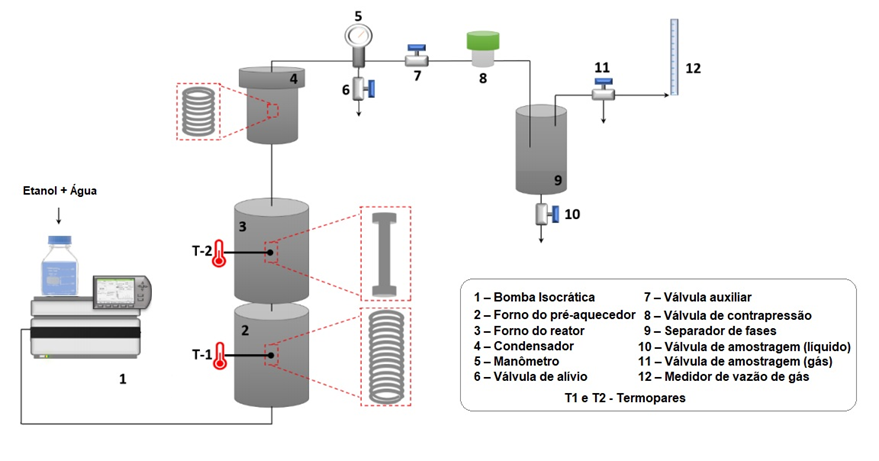 5
4
6
7
8
11
12
Etanol + Água
9
3
T-2
10
2
T-1
1
1 – Bomba Isocrática
2 – Forno do pré-aquecedor
3 – Forno do reator
4 – Condensador
5 – Manômetro
6 – Válvula de alívio
7 – Válvula auxiliar
8 – Válvula de contrapressão
9 – Separador de fases
10 – Válvula de amostragem (líquido)
11 – Válvula de amostragem (gás)
12 – Medidor de vazão de gás
T1 e T2 - Termopares